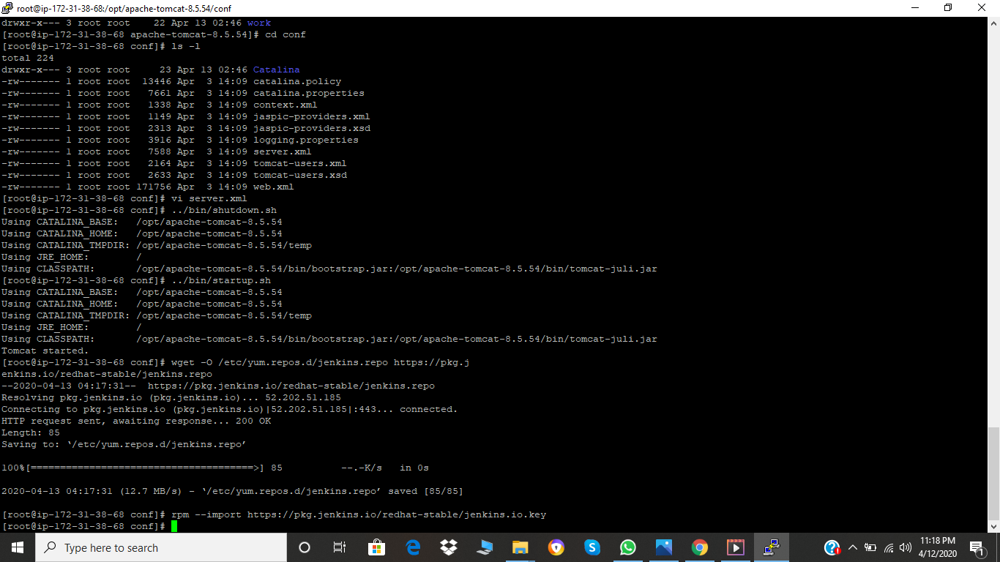 root@ip-172-31-38-68:/opt/apache-tomcat-8.5.54/conf
drwxr-x--- 3 root root    22 Apr 13 02:46 work
[root@ip-172-31-38-68 apache-tomcat-8.5.54]# cd conf
[root@ip-172-31-38-68 conf]# ls -l
total 224
drwxr-x--- 3 root root     23 Apr 13 02:46 Catalina
-rw------- 1 root root  13446 Apr  3 14:09 catalina.policy
-rw------- 1 root root   7661 Apr  3 14:09 catalina.properties
-rw------- 1 root root   1338 Apr  3 14:09 context.xml
-rw------- 1 root root   1149 Apr  3 14:09 jaspic-providers.xml
-rw------- 1 root root   2313 Apr  3 14:09 jaspic-providers.xsd
-rw------- 1 root root   3916 Apr  3 14:09 logging.properties
-rw------- 1 root root   7588 Apr  3 14:09 server.xml
-rw------- 1 root root   2164 Apr  3 14:09 tomcat-users.xml
-rw------- 1 root root   2633 Apr  3 14:09 tomcat-users.xsd
-rw------- 1 root root 171756 Apr  3 14:09 web.xml
[root@ip-172-31-38-68 conf]# vi server.xml
[root@ip-172-31-38-68 conf]# ../bin/shutdown.sh
Using CATALINA_BASE:   /opt/apache-tomcat-8.5.54
Using CATALINA_HOME:   /opt/apache-tomcat-8.5.54
Using CATALINA_TMPDIR: /opt/apache-tomcat-8.5.54/temp
Using JRE_HOME:        /
Using CLASSPATH:       /opt/apache-tomcat-8.5.54/bin/bootstrap.jar:/opt/apache-tomcat-8.5.54/bin/tomcat-juli.jar
[root@ip-172-31-38-68 conf]# ../bin/startup.sh
Using CATALINA_BASE:   /opt/apache-tomcat-8.5.54
Using CATALINA_HOME:   /opt/apache-tomcat-8.5.54
Using CATALINA_TMPDIR: /opt/apache-tomcat-8.5.54/temp
Using JRE_HOME:        /
Using CLASSPATH:       /opt/apache-tomcat-8.5.54/bin/bootstrap.jar:/opt/apache-tomcat-8.5.54/bin/tomcat-juli.jar
Tomcat started.
[root@ip-172-31-38-68 conf]# wget -O /etc/yum.repos.d/jenkins.repo https://pkg.j
enkins.io/redhat-stable/jenkins.repo
--2020-04-13 04:17:31--  https://pkg.jenkins.io/redhat-stable/jenkins.repo
Resolving pkg.jenkins.io (pkg.jenkins.io)... 52.202.51.185
Connecting to pkg.jenkins.io (pkg.jenkins.io)|52.202.51.185|:443... connected.
HTTP request sent, awaiting response... 200 OK
Length: 85
Saving to: ‘/etc/yum.repos.d/jenkins.repo’
100%[======================================>] 85          --.-K/s   in 0s
2020-04-13 04:17:31 (12.7 MB/s) - ‘/etc/yum.repos.d/jenkins.repo’ saved [85/85]
[root@ip-172-31-38-68 conf]# rpm --import https://pkg.jenkins.io/redhat-stable/jenkins.io.key
[root@ip-172-31-38-68 conf]#
Type here to search
11:18 PM
4/12/2020
1